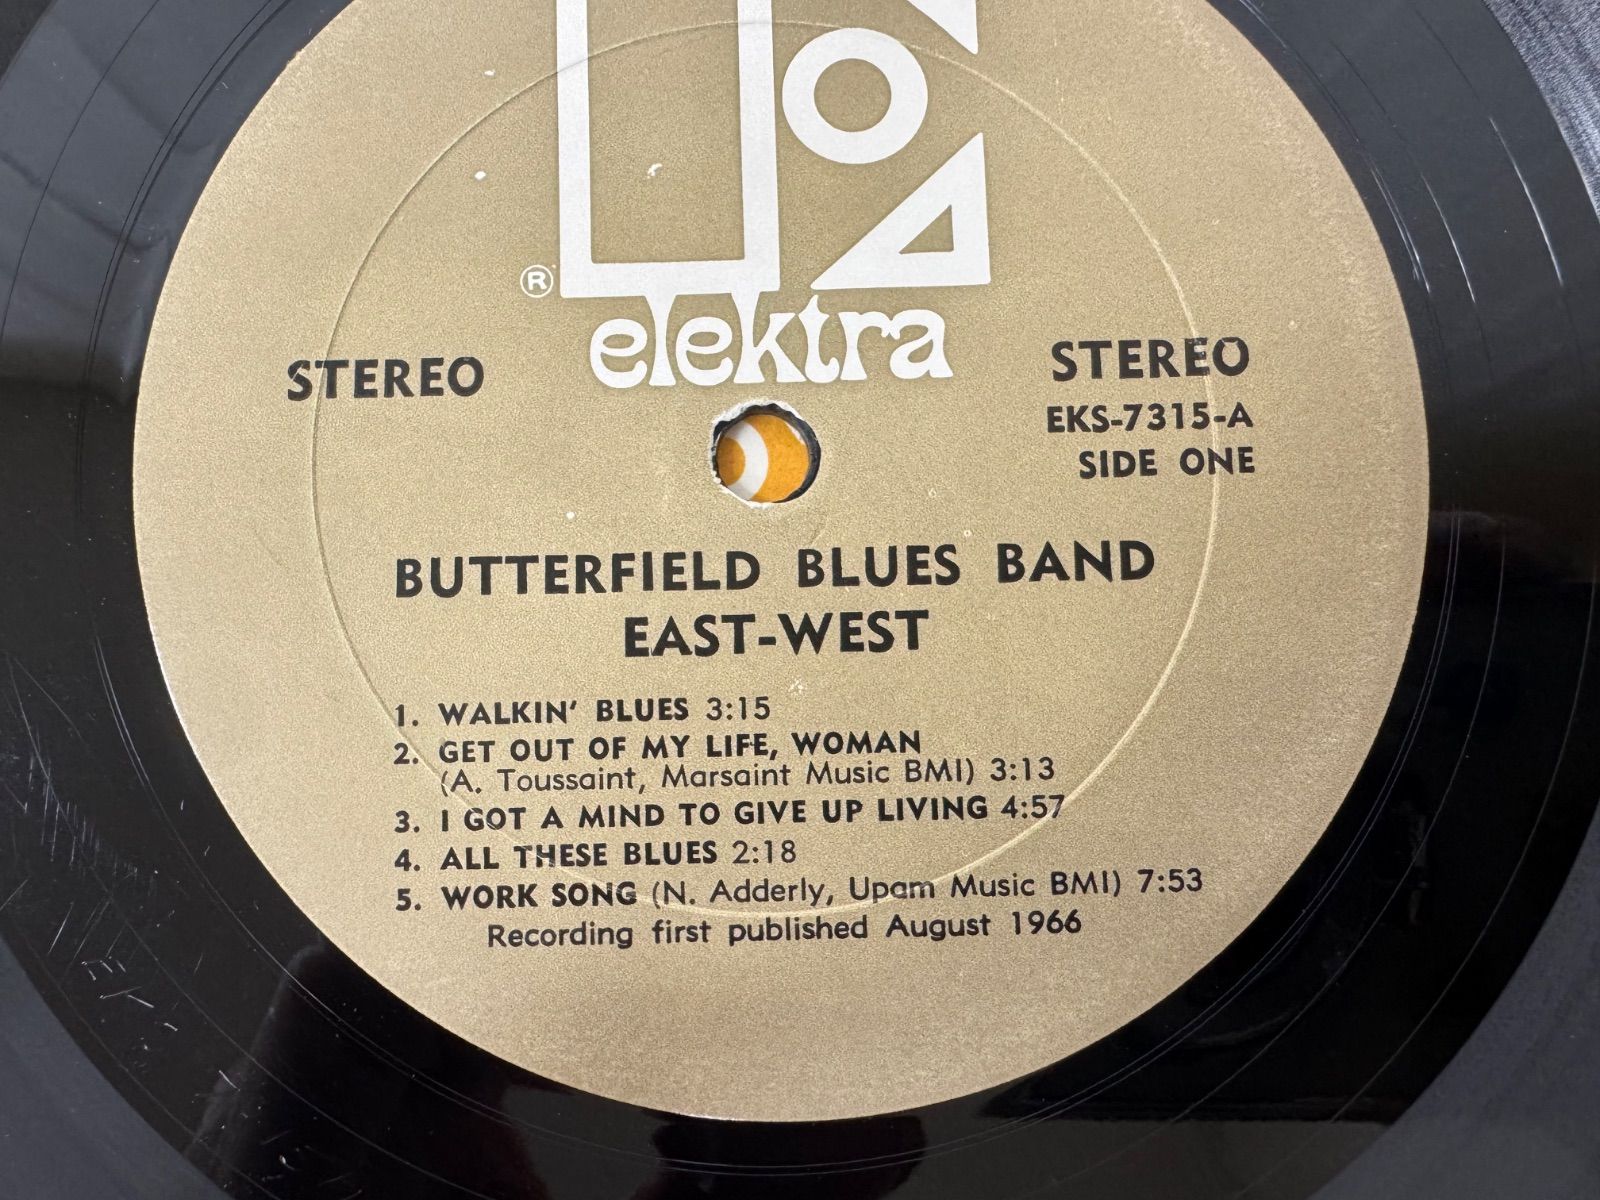 ®
elektra
STEREO
STEREO
EKS-7315-A
SIDE ONE
BUTTERFIELD BLUES BAND
EAST-WEST
1. WALKIN' BLUES 3:15
2. GET OUT OF MY LIFE, WOMAN
(A. Toussaint, Marsaint Music BMI) 3:13
3. I GOT A MIND TO GIVE UP LIVING 4:57
4. ALL THESE BLUES 2:18
5. WORK SONG (N. Adderly, Upam Music BMI) 7:53
Recording first published August 1966